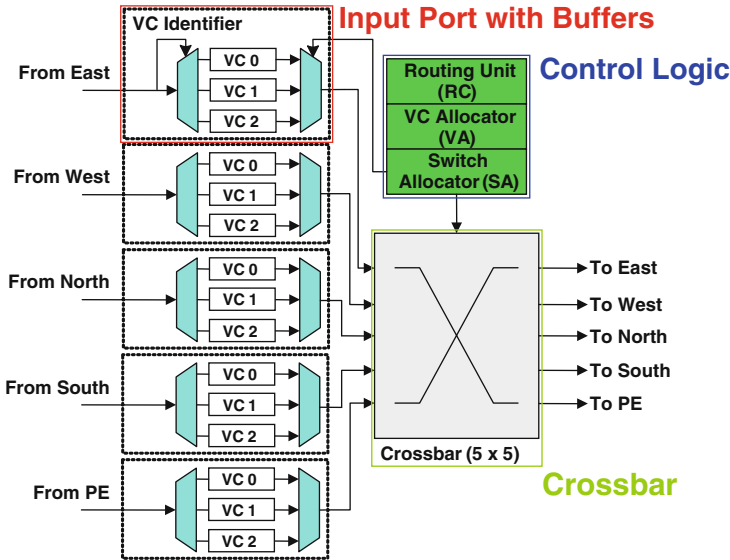 VC Identifier
Input Port with Buffers
From East
VC 0
VC 1
VC 2
Routing Unit
(RC)
VC Allocator
(VA)
Switch
Allocator (SA)
Control Logic
From West
VC 0
VC 1
VC 2
From North
VC 0
VC 1
VC 2
From South
VC 0
VC 1
VC 2
From PE
VC 0
VC 1
VC 2
To East
To West
To North
To South
To PE
Crossbar (5 x 5)
Crossbar